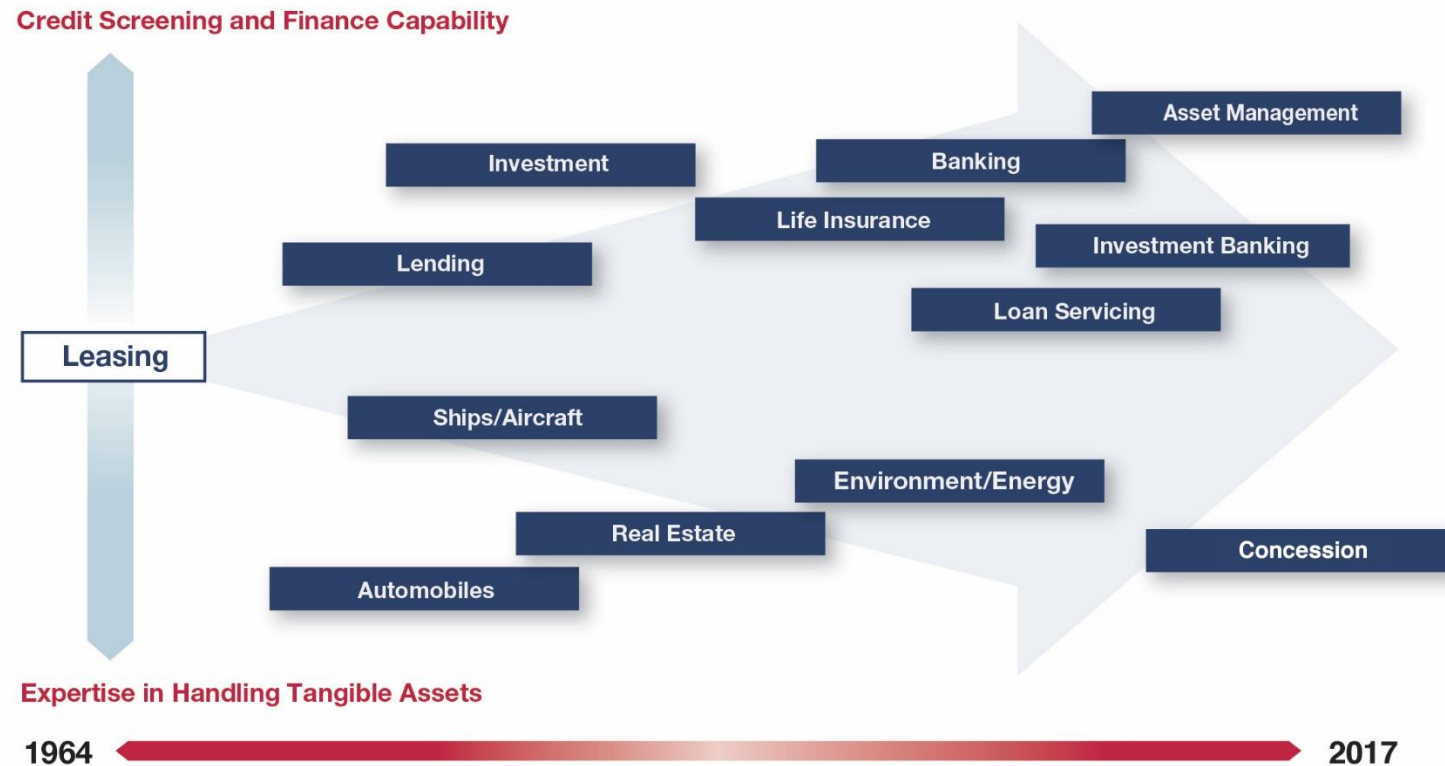 Credit Screening and Finance Capability
Asset Management
Investment
Banking
Life Insurance
Investment Banking
Lending
Loan Servicing
Leasing
Ships/Aircraft
Environment/Energy
Real Estate
Concession
Automobiles
Expertise in Handling Tangible Assets
1964
2017